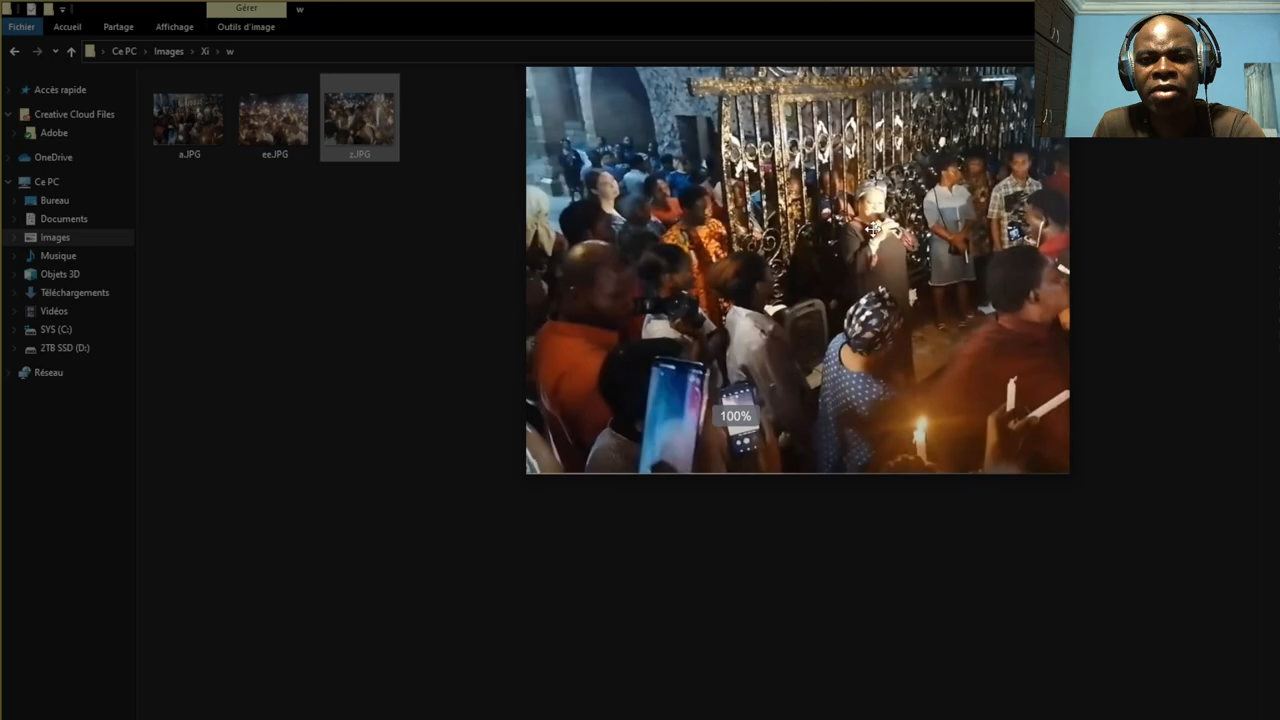 Gérer
w
Fichier
Accueil
Partage
Affichage
Outils d'image
Ce PC
Images
Xi
w
Accès rapide
Creative Cloud Files
Adobe
OneDrive
Ce PC
Bureau
Documents
Images
Musique
Objets 3D
Téléchargements
Vidéos
SYS (C:)
2TB SSD (D:)
Réseau
a.JPG
ee.JPG
z.JPG
100%